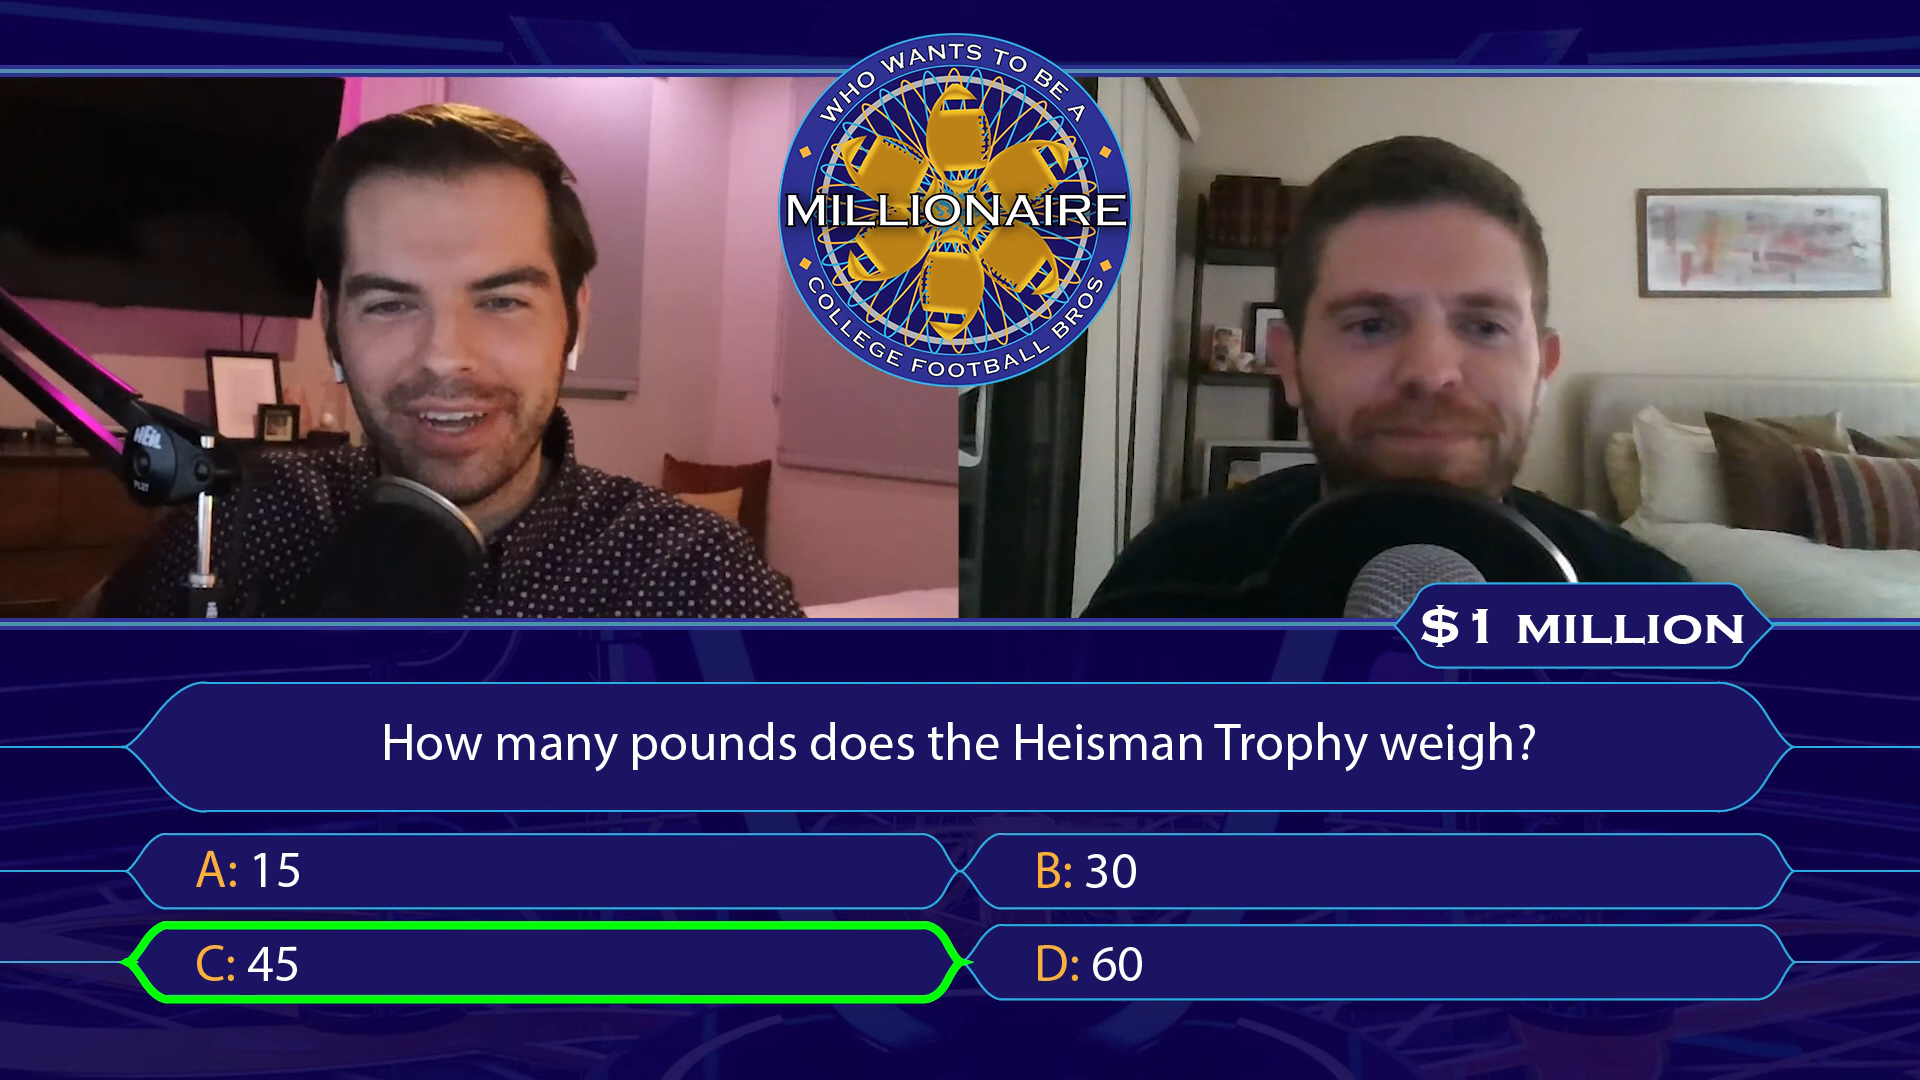 WHO WANTS TO BE A
MILLIONAIRE
COLLEGE FOOTBALL BROS
HEIL
$1 MILLION
How many pounds does the Heisman Trophy weigh?
A: 15
B: 30
C: 45
D: 60